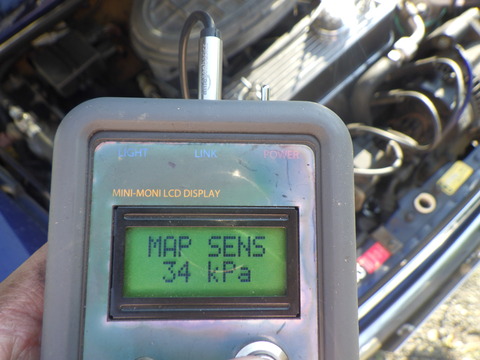 LIGHT LINK POWER
MINI-MONI LCD DISPLAY
MAP SENS
34 kPa